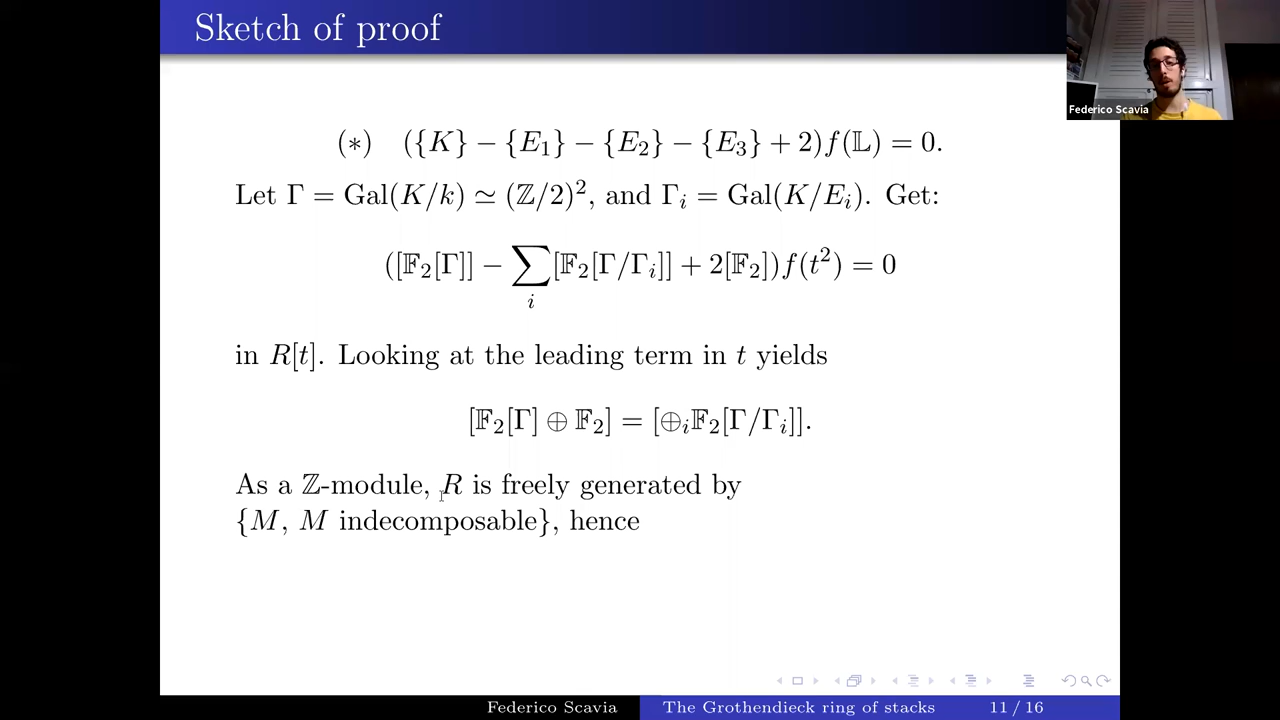 Sketch of proof
Federico Scavia
(∗) ({K} − {E₁} − {E₂} − {E₃} + 2)f(𝕃) = 0.
Let Γ = Gal(K/k) ≃ (ℤ/2)², and Γᵢ = Gal(K/Eᵢ). Get:
([𝔽₂[Γ]] − ∑ᵢ[𝔽₂[Γ/Γᵢ]] + 2[𝔽₂])f(t²) = 0
in R[t]. Looking at the leading term in t yields
[𝔽₂[Γ] ⊕ 𝔽₂] = [⊕ᵢ𝔽₂[Γ/Γᵢ]].
As a ℤ-module, R is freely generated by
{M, M indecomposable}, hence
Federico Scavia The Grothendieck ring of stacks 11 / 16